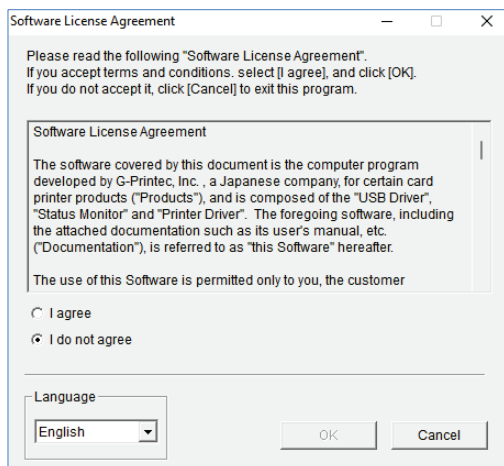 Software License Agreement
Please read the following "Software License Agreement".
If you accept terms and conditions. select [I agree], and click [OK].
If you do not accept it, click [Cancel] to exit this program.
Software License Agreement
The software covered by this document is the computer program
developed by G-Printec, Inc. , a Japanese company, for certain card
printer products ("Products"), and is composed of the "USB Driver",
"Status Monitor" and "Printer Driver".  The foregoing software, including
the attached documentation such as its user's manual, etc.
("Documentation"), is referred to as "this Software" hereafter.
The use of this Software is permitted only to you, the customer
I agree
I do not agree
Language
English
OK
Cancel